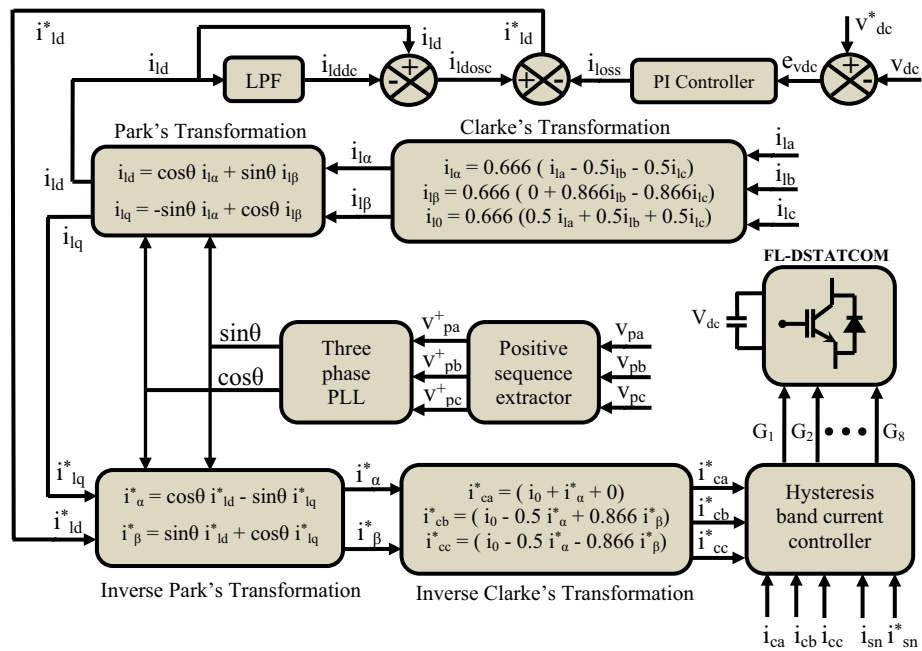 i*ld
i*ld
v*dc
ild
ild
LPF
ilddc
+
-
ildosc
+
-
iloss
PI Controller
evdc
+
-
vdc
Park's Transformation
Clarke's Transformation
ild
ild = cosθ ilα + sinθ ilβ
ilq = -sinθ ilα + cosθ ilβ
ilq
ilα
ilβ
ilα = 0.666 ( ila - 0.5ilb - 0.5ilc)
ilβ = 0.666 (0 + 0.866ilb - 0.866ilc)
il0 = 0.666 (0.5 ila + 0.5ilb + 0.5ilc)
ila
ilb
ilc
FL-DSTATCOM
Vdc
sinθ
cosθ
Three
phase
PLL
v+pa
v+pb
v+pc
Positive
sequence
extractor
vpa
vpb
vpc
G1
G2
G8
i*lq
i*ld
i*α = cosθ i*ld - sinθ i*lq
i*β = sinθ i*ld + cosθ i*lq
i*α
i*β
i*ca = ( i0 + i*α + 0)
i*cb = ( i0 - 0.5 i*α + 0.866 i*β)
i*cc = ( i0 - 0.5 i*α - 0.866 i*β)
i*ca
i*cb
i*cc
Hysteresis
band current
controller
Inverse Park's Transformation
Inverse Clarke's Transformation
ica
icb
icc
isn
i*sn